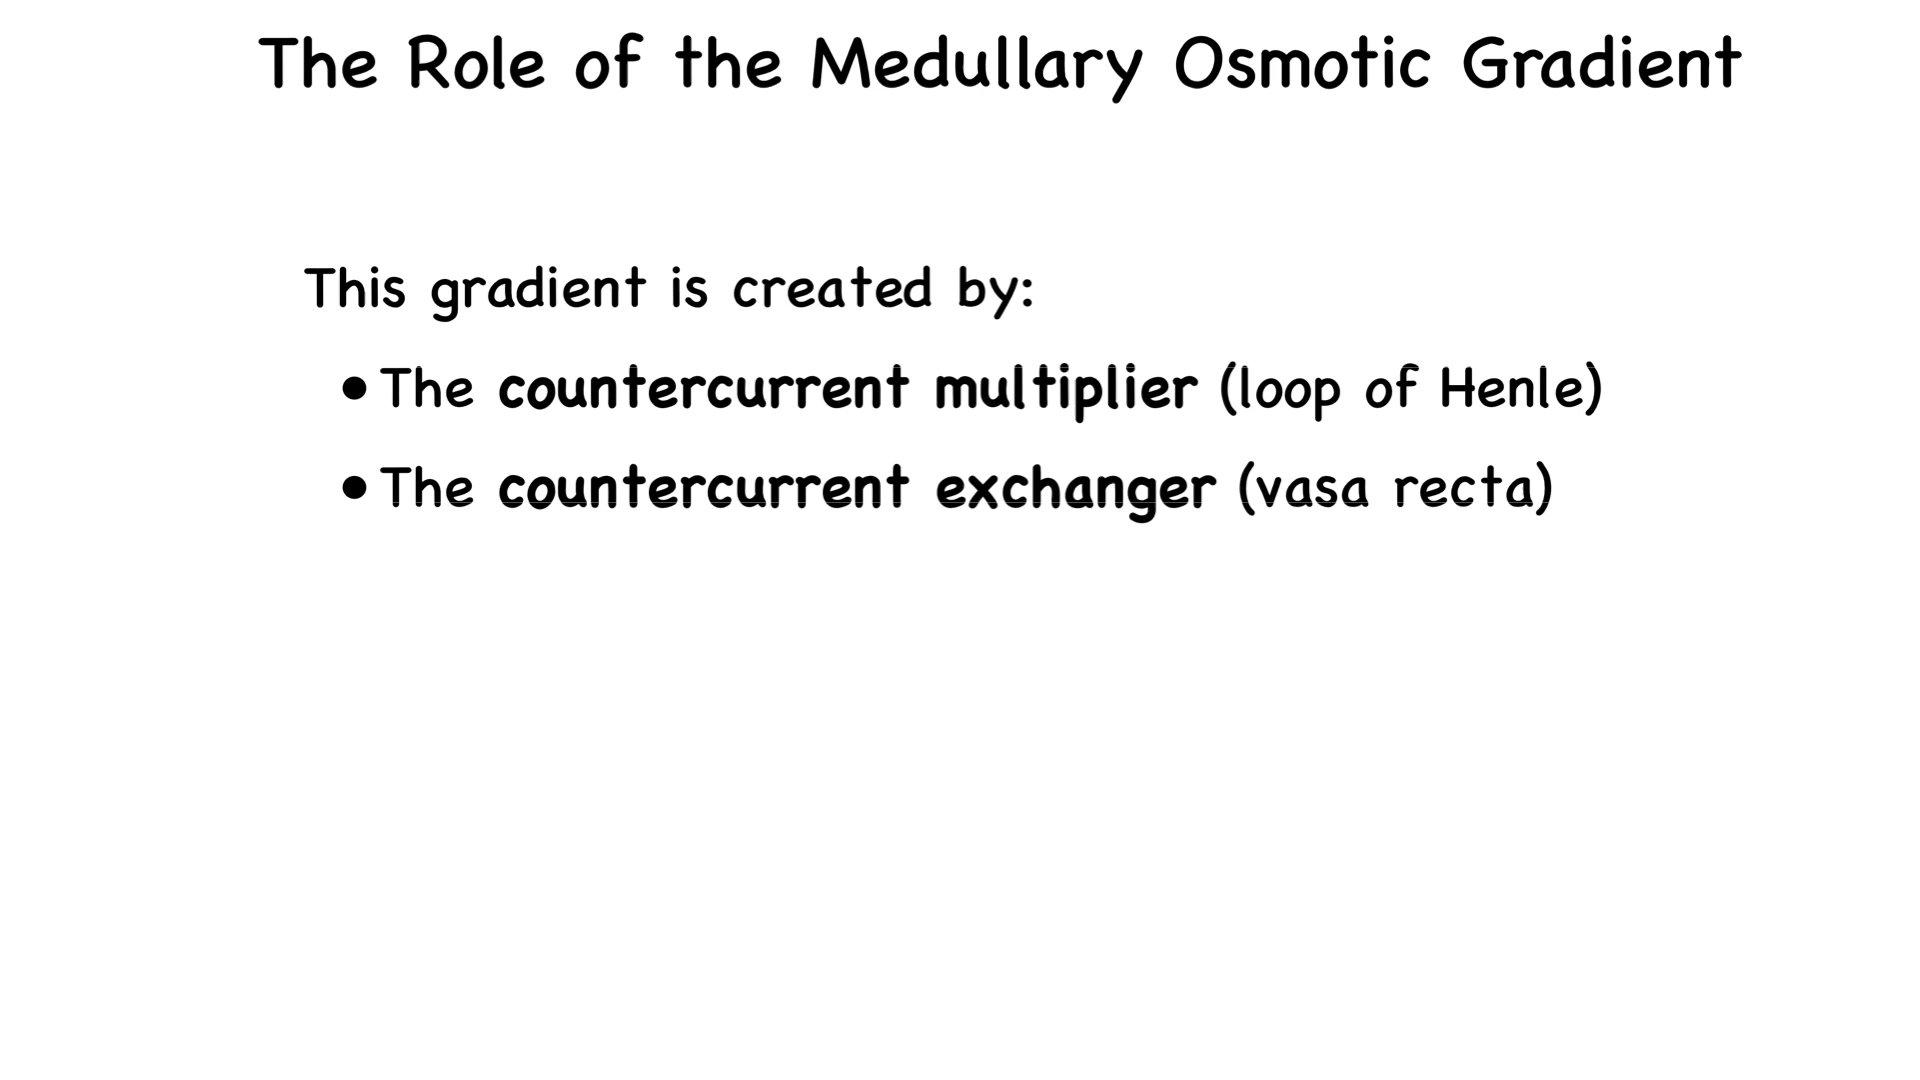 The Role of the Medullary Osmotic Gradient
This gradient is created by:
• The countercurrent multiplier (loop of Henle)
• The countercurrent exchanger (vasa recta)